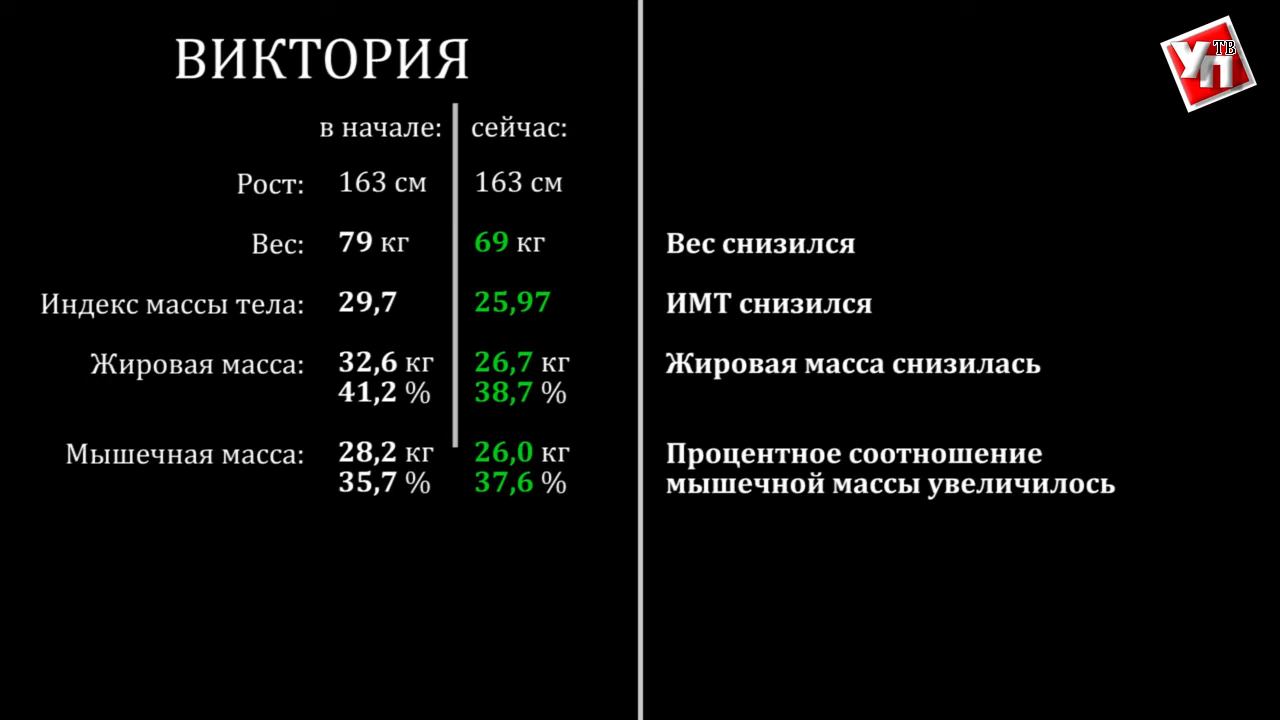 ВИКТОРИЯ
УП ТВ
в начале: сейчас:
Рост: 163 см 163 см
Вес: 79 кг 69 кг Вес снизился
Индекс массы тела: 29,7 25,97 ИМТ снизился
Жировая масса: 32,6 кг 26,7 кг Жировая масса снизилась
41,2 % 38,7 %
Мышечная масса: 28,2 кг 26,0 кг Процентное соотношение
35,7 % 37,6 % мышечной массы увеличилось